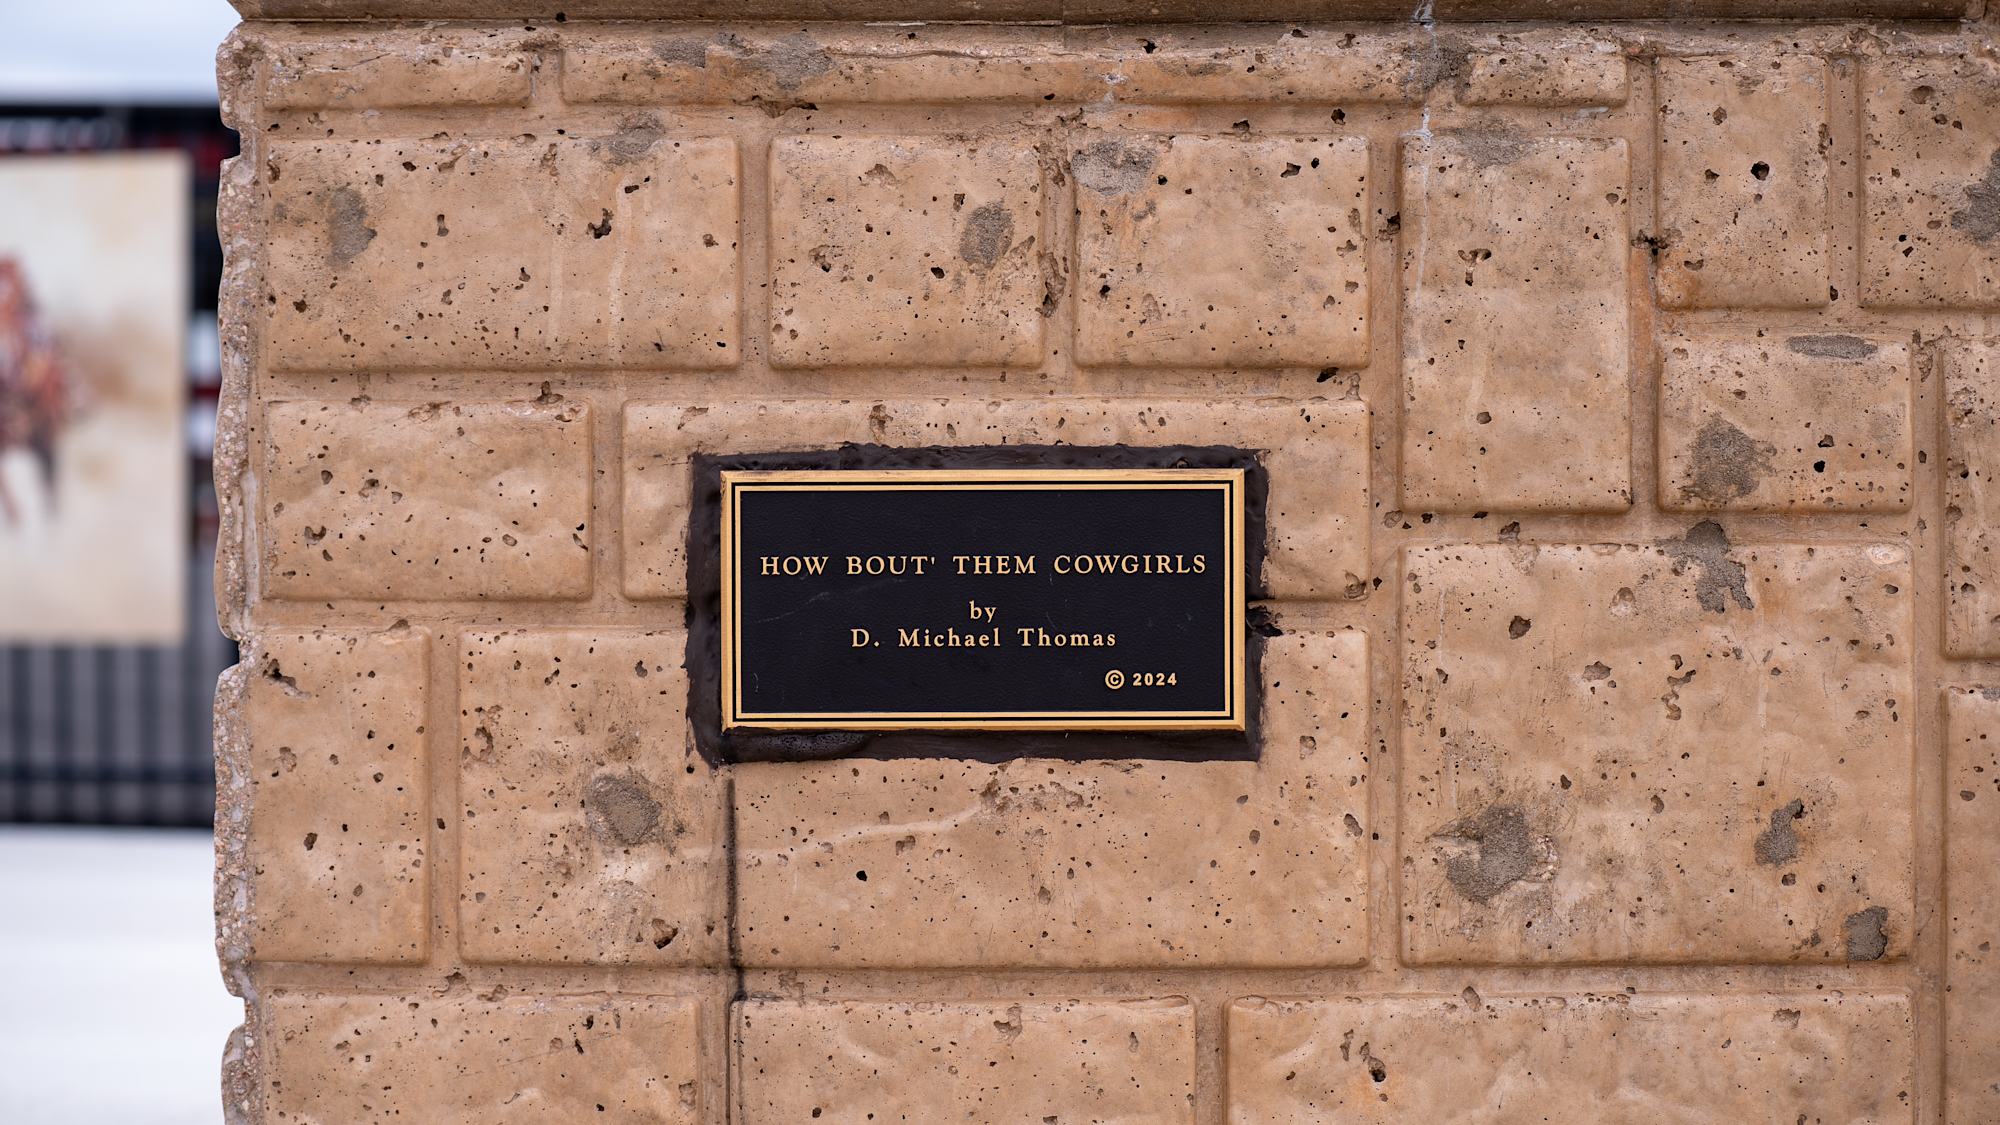 HOW BOUT' THEM COWGIRLS
by
D. Michael Thomas
© 2024